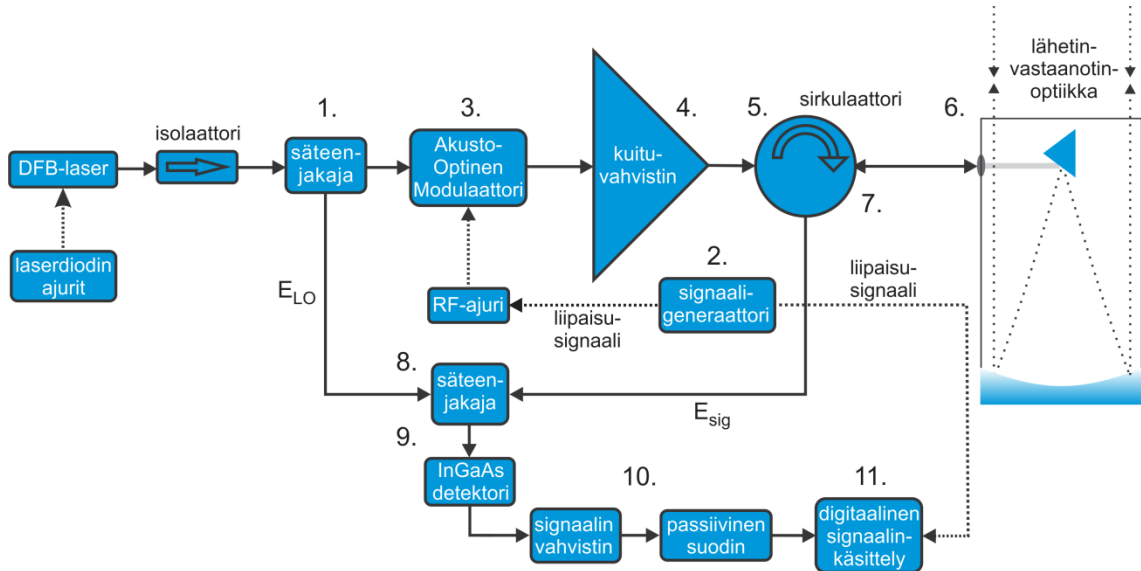 lähetin-
vastaanotin-
optiikka
1.
3.
4.
5.
sirkulaattori
6.
isolaattori
DFB-laser
säteen-
jakaja
Akusto-
Optinen
Modulaattori
kuitu-
vahvistin
7.
laserdiodin
ajurit
2.
liipaisu-
signaali
E_LO
RF-ajuri
liipaisu-
signaali
signaali-
generaattori
8.
säteen-
jakaja
E_sig
9.
InGaAs
detektori
10.
11.
signaalin
vahvistin
passiivinen
suodin
digitaalinen
signaalin-
käsittely